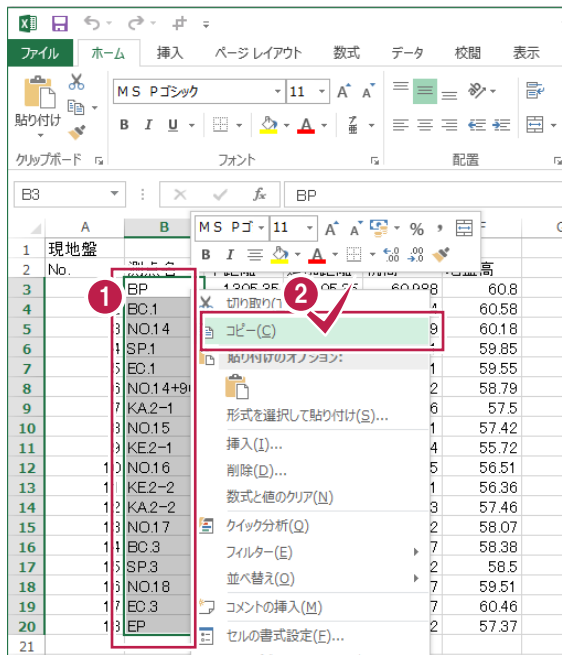 ファイル ホーム 挿入 ページ レイアウト 数式 データ 校閲 表示
貼り付け
MS Pゴシック 11 A A
B I U A
クリップボード フォント 配置
B3 fx BP
MS Pゴ 11 A A % ,
B I A
A B
1 現地盤
2 No.
3 BP 60.8
4 BC.1 60.58
5 NO.14 60.18
6 SP.1 59.85
7 EC.1 59.55
8 58.79
9 KA.2-1 57.5
10 NO.15 57.42
11 KE.2-1 55.72
12 NO.16 56.51
13 KE.2-2 56.36
14 KA.2-2 57.46
15 NO.17 58.07
16 BC.3 58.38
17 SP.3 58.5
18 NO.18 59.51
19 EC.3 60.46
20 EP 57.37
21
1
2
コピー(C)
貼り付けのオプション:
形式を選択して貼り付け(S)...
挿入(I)...
削除(D)...
数式と値のクリア(N)
クイック分析(Q)
フィルター(E)
並べ替え(O)
コメントの挿入(M)
セルの書式設定(F)...